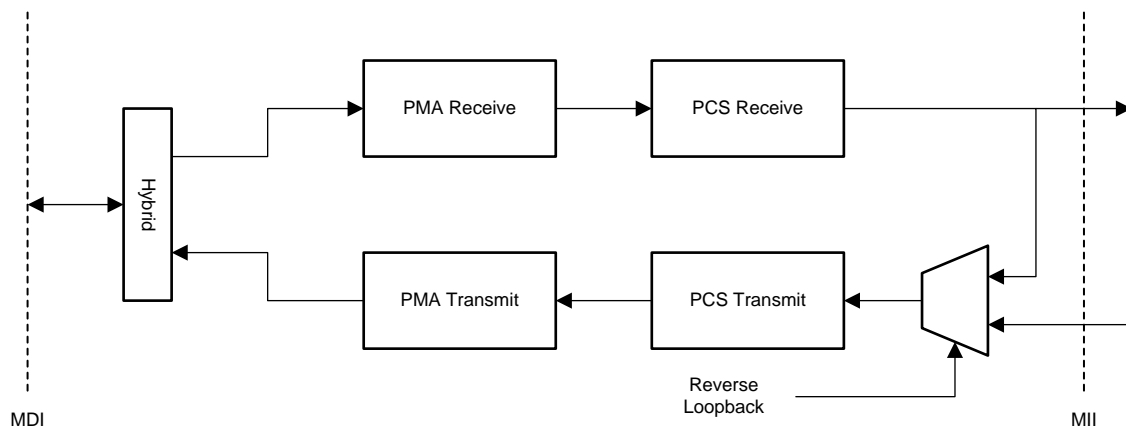 PMA Receive
PCS Receive
Hybrid
PMA Transmit
PCS Transmit
Reverse
Loopback
MDI
MII